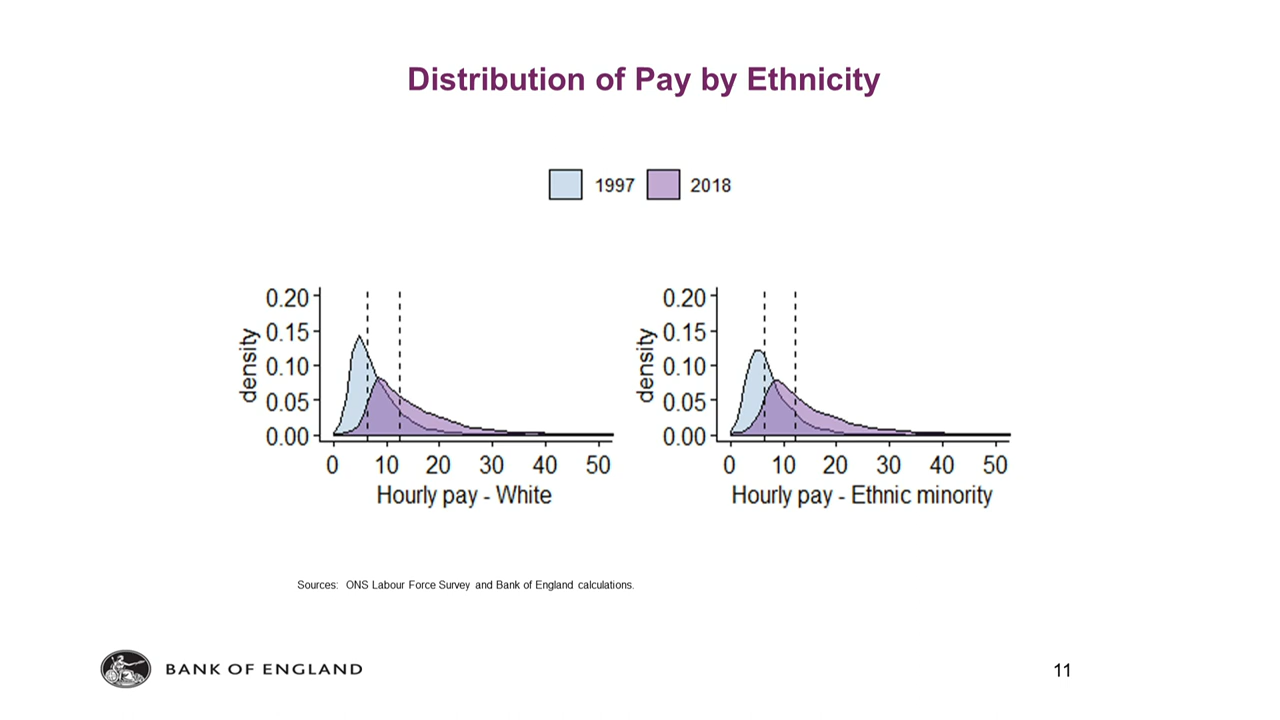 Distribution of Pay by Ethnicity
1997 2018
0.20
0.15
0.10
0.05
0.00
density
0 10 20 30 40 50
Hourly pay - White
0.20
0.15
0.10
0.05
0.00
density
0 10 20 30 40 50
Hourly pay - Ethnic minority
Sources: ONS Labour Force Survey and Bank of England calculations.
BANK OF ENGLAND
11